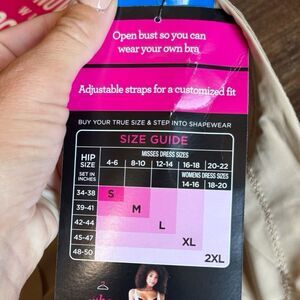 Open bust so you can
wear your own bra
Adjustable straps for a customized fit
BUY YOUR TRUE SIZE & STEP INTO SHAPEWEAR
SIZE GUIDE
HIP SIZE SET IN INCHES
MISSES DRESS SIZES
4-6 8-10 12-14 16-18 20-22
WOMENS DRESS SIZES
14-16 18-20
34-38 S
39-41 M
42-44 L
45-47 XL
48-50 2XL